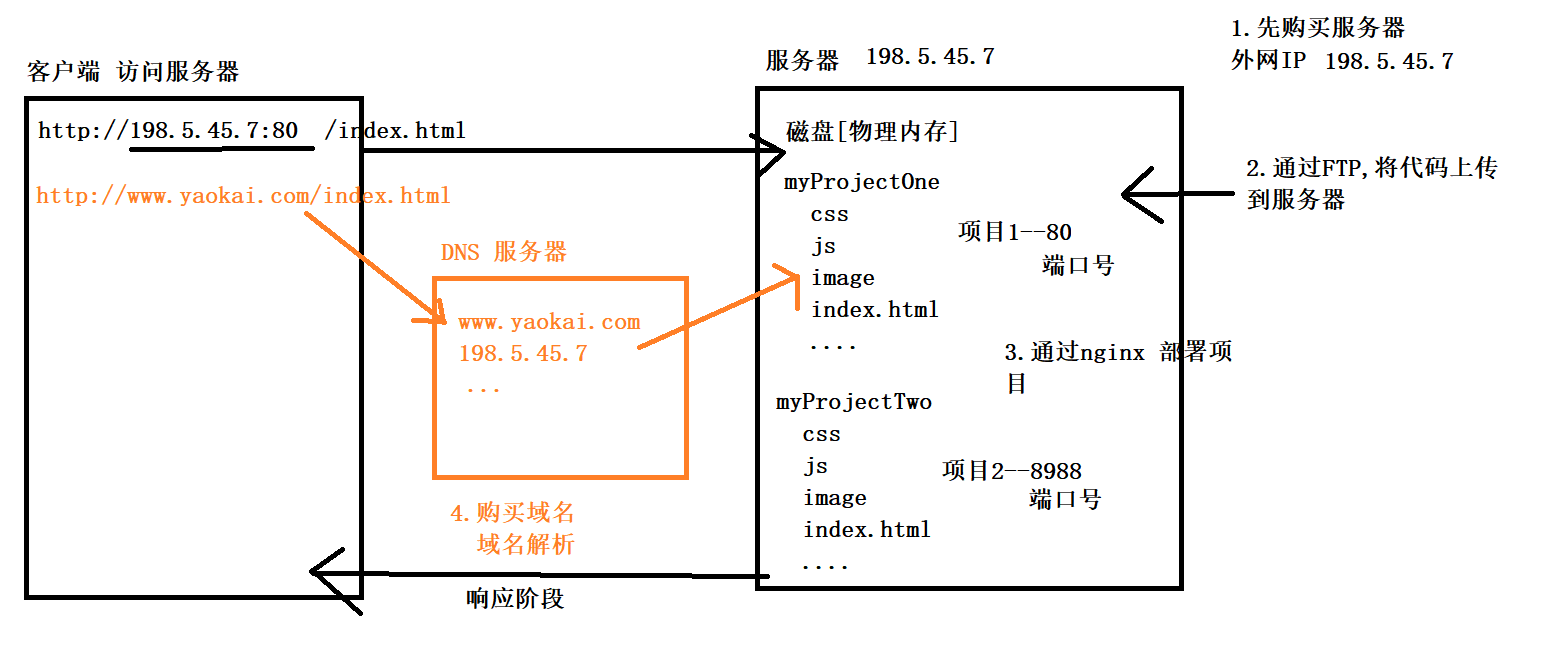 1.先购买服务器
外网IP 198.5.45.7
客户端 访问服务器
服务器 198.5.45.7
http://198.5.45.7:80 /index.html
http://www.yaokai.com/index.html
DNS 服务器
www.yaokai.com
198.5.45.7
...
4.购买域名
域名解析
响应阶段
磁盘[物理内存]
myProjectOne
css
js
image
index.html
....
项目1--80
端口号
2.通过FTP,将代码上传
到服务器
3.通过nginx 部署项
目
myProjectTwo
css
js
image
index.html
....
项目2--8988
端口号